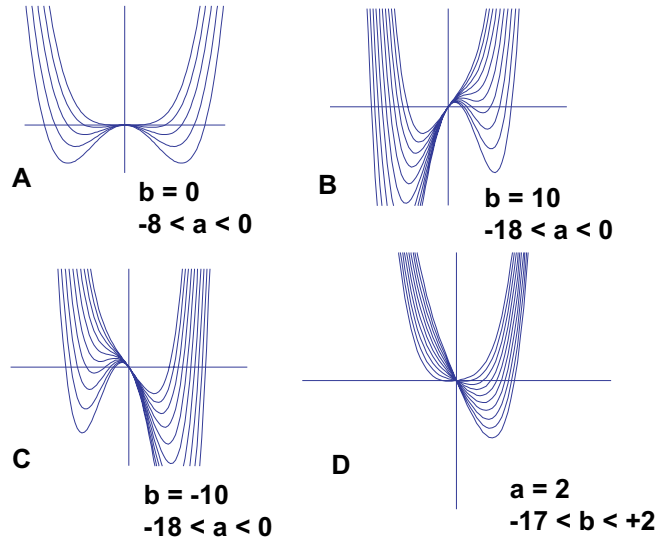 A
b = 0
-8 < a < 0
B
b = 10
-18 < a < 0
C
b = -10
-18 < a < 0
D
a = 2
-17 < b < +2